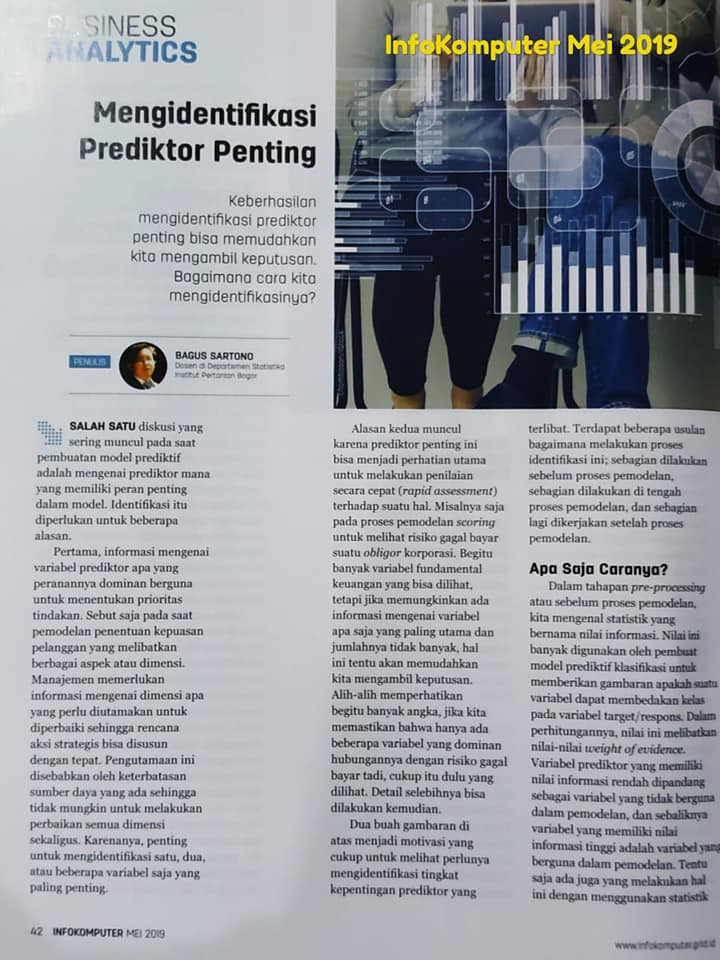 BUSINESS
ANALYTICS
InfoKomputer Mei 2019
Mengidentifikasi
Prediktor Penting
Keberhasilan
mengidentifikasi prediktor
penting bisa memudahkan
kita mengambil keputusan.
Bagaimana cara kita
mengidentifikasinya?
PENULIS
BAGUS SARTONO
Dosen di Departemen Statistika
Institut Pertanian Bogor
SALAH SATU diskusi yang
sering muncul pada saat
pembuatan model prediktif
adalah mengenai prediktor mana
yang memiliki peran penting
dalam model. Identifikasi itu
diperlukan untuk beberapa
alasan.
Pertama, informasi mengenai
variabel prediktor apa yang
peranannya dominan berguna
untuk menentukan prioritas
tindakan. Sebut saja pada saat
pemodelan penentuan kepuasan
pelanggan yang melibatkan
berbagai aspek atau dimensi.
Manajemen memerlukan
informasi mengenai dimensi apa
yang perlu diutamakan untuk
diperbaiki sehingga rencana
aksi strategis bisa disusun
dengan tepat. Pengutamaan ini
disebabkan oleh keterbatasan
sumber daya yang ada sehingga
tidak mungkin untuk melakukan
perbaikan semua dimensi
sekaligus. Karenanya, penting
untuk mengidentifikasi satu, dua,
atau beberapa variabel saja yang
paling penting.
Alasan kedua muncul
karena prediktor penting ini
bisa menjadi perhatian utama
untuk melakukan penilaian
secara cepat (rapid assessment)
terhadap suatu hal. Misalnya saja
pada proses pemodelan scoring
untuk melihat risiko gagal bayar
suatu obligor korporasi. Begitu
banyak variabel fundamental
keuangan yang bisa dilihat,
tetapi jika memungkinkan ada
informasi mengenai variabel
apa saja yang paling utama dan
jumlahnya tidak banyak, hal
ini tentu akan memudahkan
kita mengambil keputusan.
Alih-alih memperhatikan
begitu banyak angka, jika kita
memastikan bahwa hanya ada
beberapa variabel yang dominan
hubungannya dengan risiko gagal
bayar tadi, cukup itu dulu yang
dilihat. Detail selebihnya bisa
dilakukan kemudian.
Dua buah gambaran di
atas menjadi motivasi yang
cukup untuk melihat perlunya
mengidentifikasi tingkat
kepentingan prediktor yang
terlibat. Terdapat beberapa usulan
bagaimana melakukan proses
identifikasi ini; sebagian dilakukan
sebelum proses pemodelan,
sebagian dilakukan di tengah
proses pemodelan, dan sebagian
lagi dikerjakan setelah proses
pemodelan.
Apa Saja Caranya?
Dalam tahapan pre-processing
atau sebelum proses pemodelan,
kita mengenal statistik yang
bernama nilai informasi. Nilai ini
banyak digunakan oleh pembuat
model prediktif klasifikasi untuk
memberikan gambaran apakah suatu
variabel dapat membedakan kelas
pada variabel target/respons. Dalam
perhitungannya, nilai ini melibatkan
nilai-nilai weight of evidence.
Variabel prediktor yang memiliki
nilai informasi rendah dipandang
sebagai variabel yang tidak berguna
dalam pemodelan, dan sebaliknya
variabel yang memiliki nilai
informasi tinggi adalah variabel yang
berguna dalam pemodelan. Tentu
saja ada juga yang melakukan hal
ini dengan menggunakan statistik
42 INFOKOMPUTER MEI 2019
www.infokomputer.grid.id